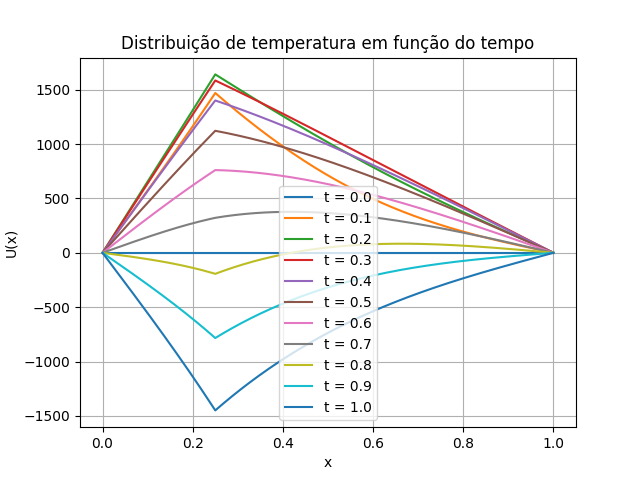 Distribuição de temperatura em função do tempo
U(x)
1500
1000
500
0
−500
−1000
−1500
t = 0.0
t = 0.1
t = 0.2
t = 0.3
t = 0.4
t = 0.5
t = 0.6
t = 0.7
t = 0.8
t = 0.9
t = 1.0
0.0 0.2 0.4 0.6 0.8 1.0
x